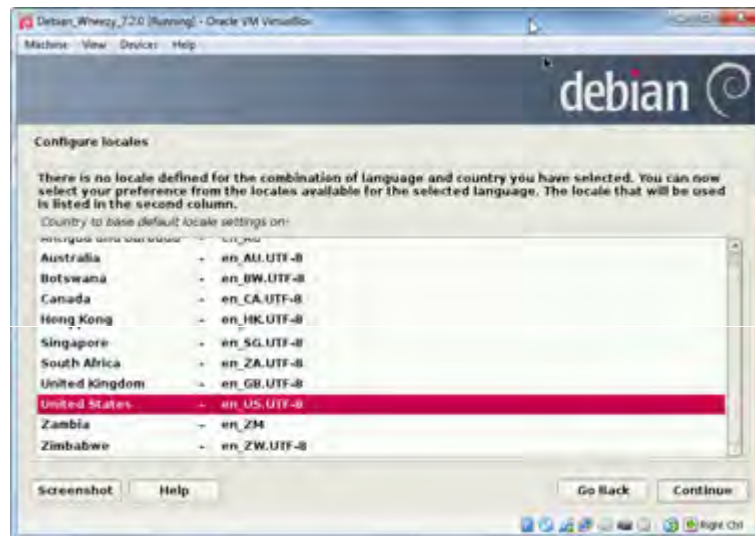 Debian_Wheezy_7.2.0 [Running] - Oracle VM VirtualBox
Machine View Devices Help
debian
Configure locales
There is no locale defined for the combination of language and country you have selected. You can now
select your preference from the locales available for the selected language. The locale that will be used
is listed in the second column.
Country to base default locale settings on:
Antigua and Barbuda - en_AG
Australia - en_AU.UTF-8
Botswana - en_BW.UTF-8
Canada - en_CA.UTF-8
Hong Kong - en_HK.UTF-8
Singapore - en_SG.UTF-8
South Africa - en_ZA.UTF-8
United Kingdom - en_GB.UTF-8
United States - en_US.UTF-8
Zambia - en_ZM
Zimbabwe - en_ZW.UTF-8
Screenshot Help Go Back Continue
Right Ctrl